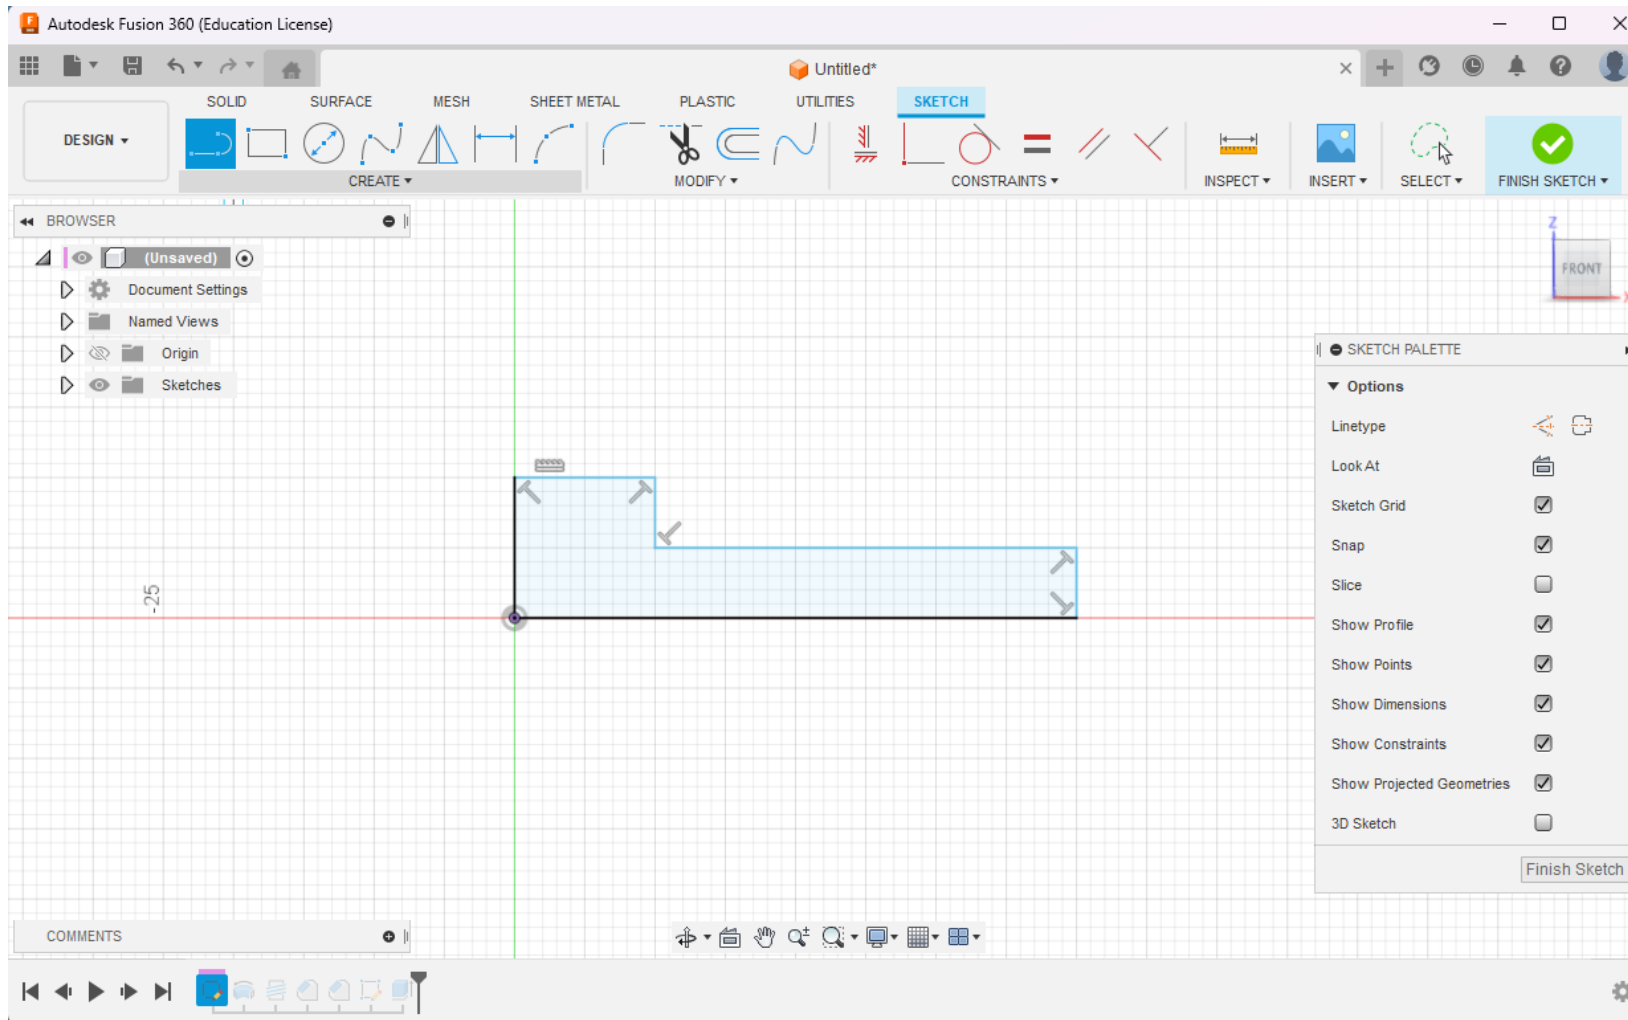 Autodesk Fusion 360 (Education License)
Untitled*
SOLID SURFACE MESH SHEET METAL PLASTIC UTILITIES SKETCH
DESIGN
CREATE MODIFY CONSTRAINTS INSPECT INSERT SELECT FINISH SKETCH
BROWSER
(Unsaved)
Document Settings
Named Views
Origin
Sketches
Z
FRONT
X
SKETCH PALETTE
Options
Linetype
Look At
Sketch Grid
Snap
Slice
Show Profile
Show Points
Show Dimensions
Show Constraints
Show Projected Geometries
3D Sketch
Finish Sketch
-25
COMMENTS